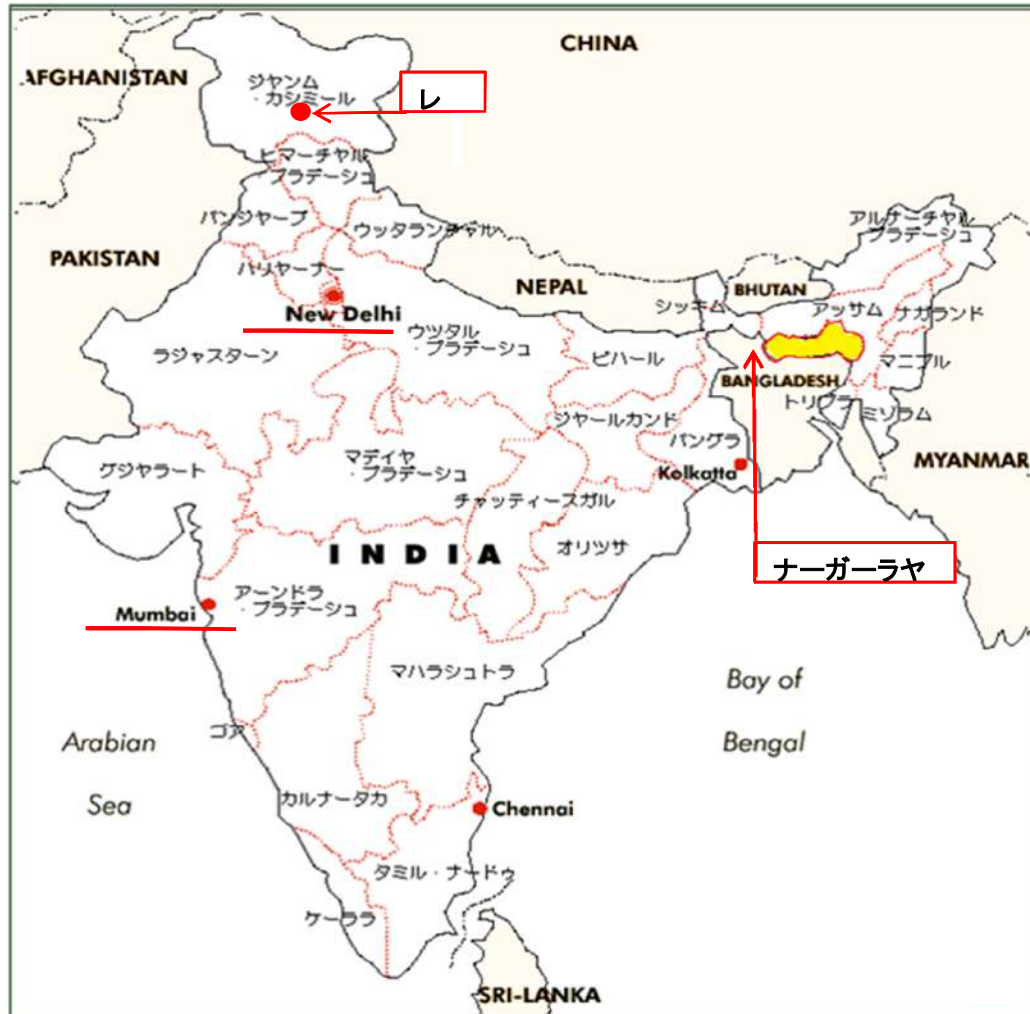 CHINA
AFGHANISTAN
ジヤンム
・カシミール
レ
ヒマーチャル
プラデーシュ
パンジャーブ
ウッタランチャル
アルナーチャル
プラデーシュ
PAKISTAN
ハリヤーナー
NEPAL
BHUTAN
シッキム
アッサム
ナガランド
New Delhi
ラジャスターン
ウツタル
・プラデーシュ
ビハール
マニプル
BANGLADESH
トリプラ
ミゾラム
ジャールカンド
バングラ
グジヤラート
マディヤ
・プラデーシュ
Kolkatta
MYANMAR
チャッティースガル
INDIA
オリツサ
ナーガーラヤ
アーンドラ
・プラデーシュ
Mumbai
マハラシュトラ
Bay of
Bengal
ゴア
Arabian
Sea
カルナータカ
Chennai
タミル・ナードゥ
ケーララ
SRI-LANKA